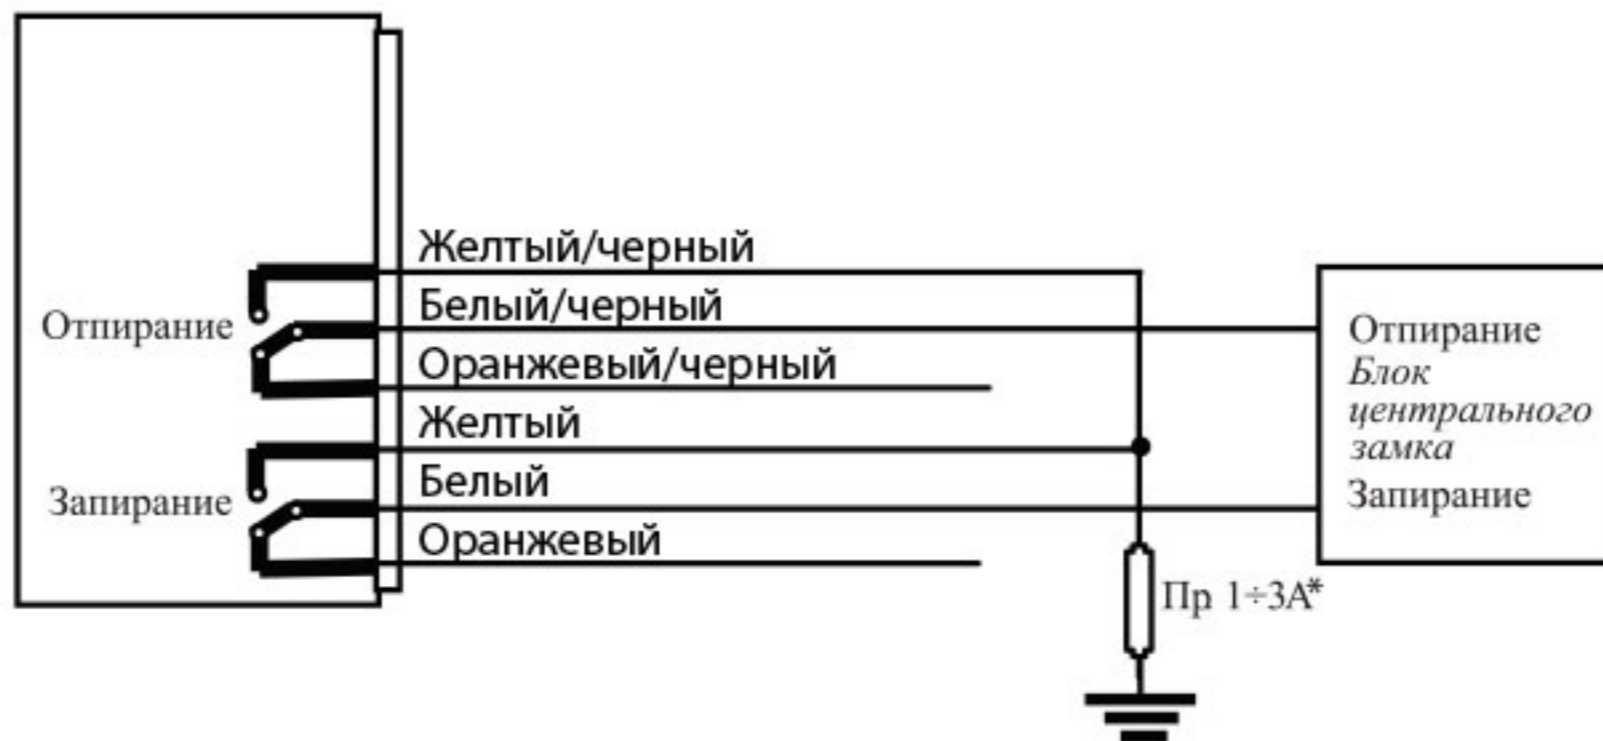 Желтый/черный
Белый/черный
Отпирание
Оранжевый/черный
Желтый
Белый
Запирание
Оранжевый
Отпирание
Блок
центрального
замка
Запирание
Пр 1÷3А*